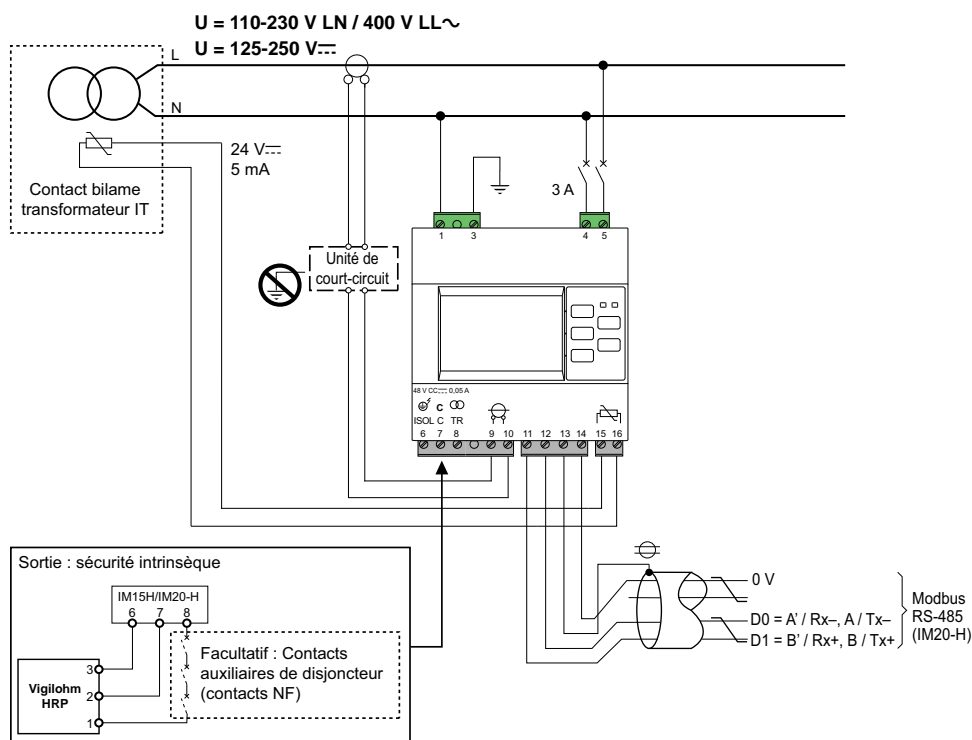 U = 110-230 V LN / 400 V LL∼
U = 125-250 V⎓
L
N
24 V⎓
5 mA
Contact bilame
transformateur IT
3 A
1 3
4 5
Unité de
court-circuit
48 V CC⎓ 0,05 A
C
ISOL C TR
6 7 8 9 10 11 12 13 14 15 16
Sortie : sécurité intrinsèque
IM15H/IM20-H
6 7 8
Facultatif : Contacts
auxiliaires de disjoncteur
(contacts NF)
Vigilohm
HRP
3
2
1
0 V
D0 = A’ / Rx–, A / Tx–
D1 = B’ / Rx+, B / Tx+
Modbus
RS-485
(IM20-H)